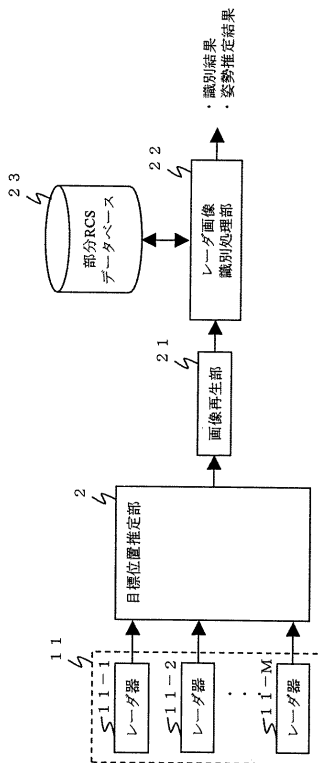 11
11-1
レーダ器
11-2
レーダ器
・・・
11-M
レーダ器
2
目標位置推定部
21
画像再生部
22
レーダ画像
識別処理部
23
部分RCS
データベース
・識別結果
・姿勢推定結果